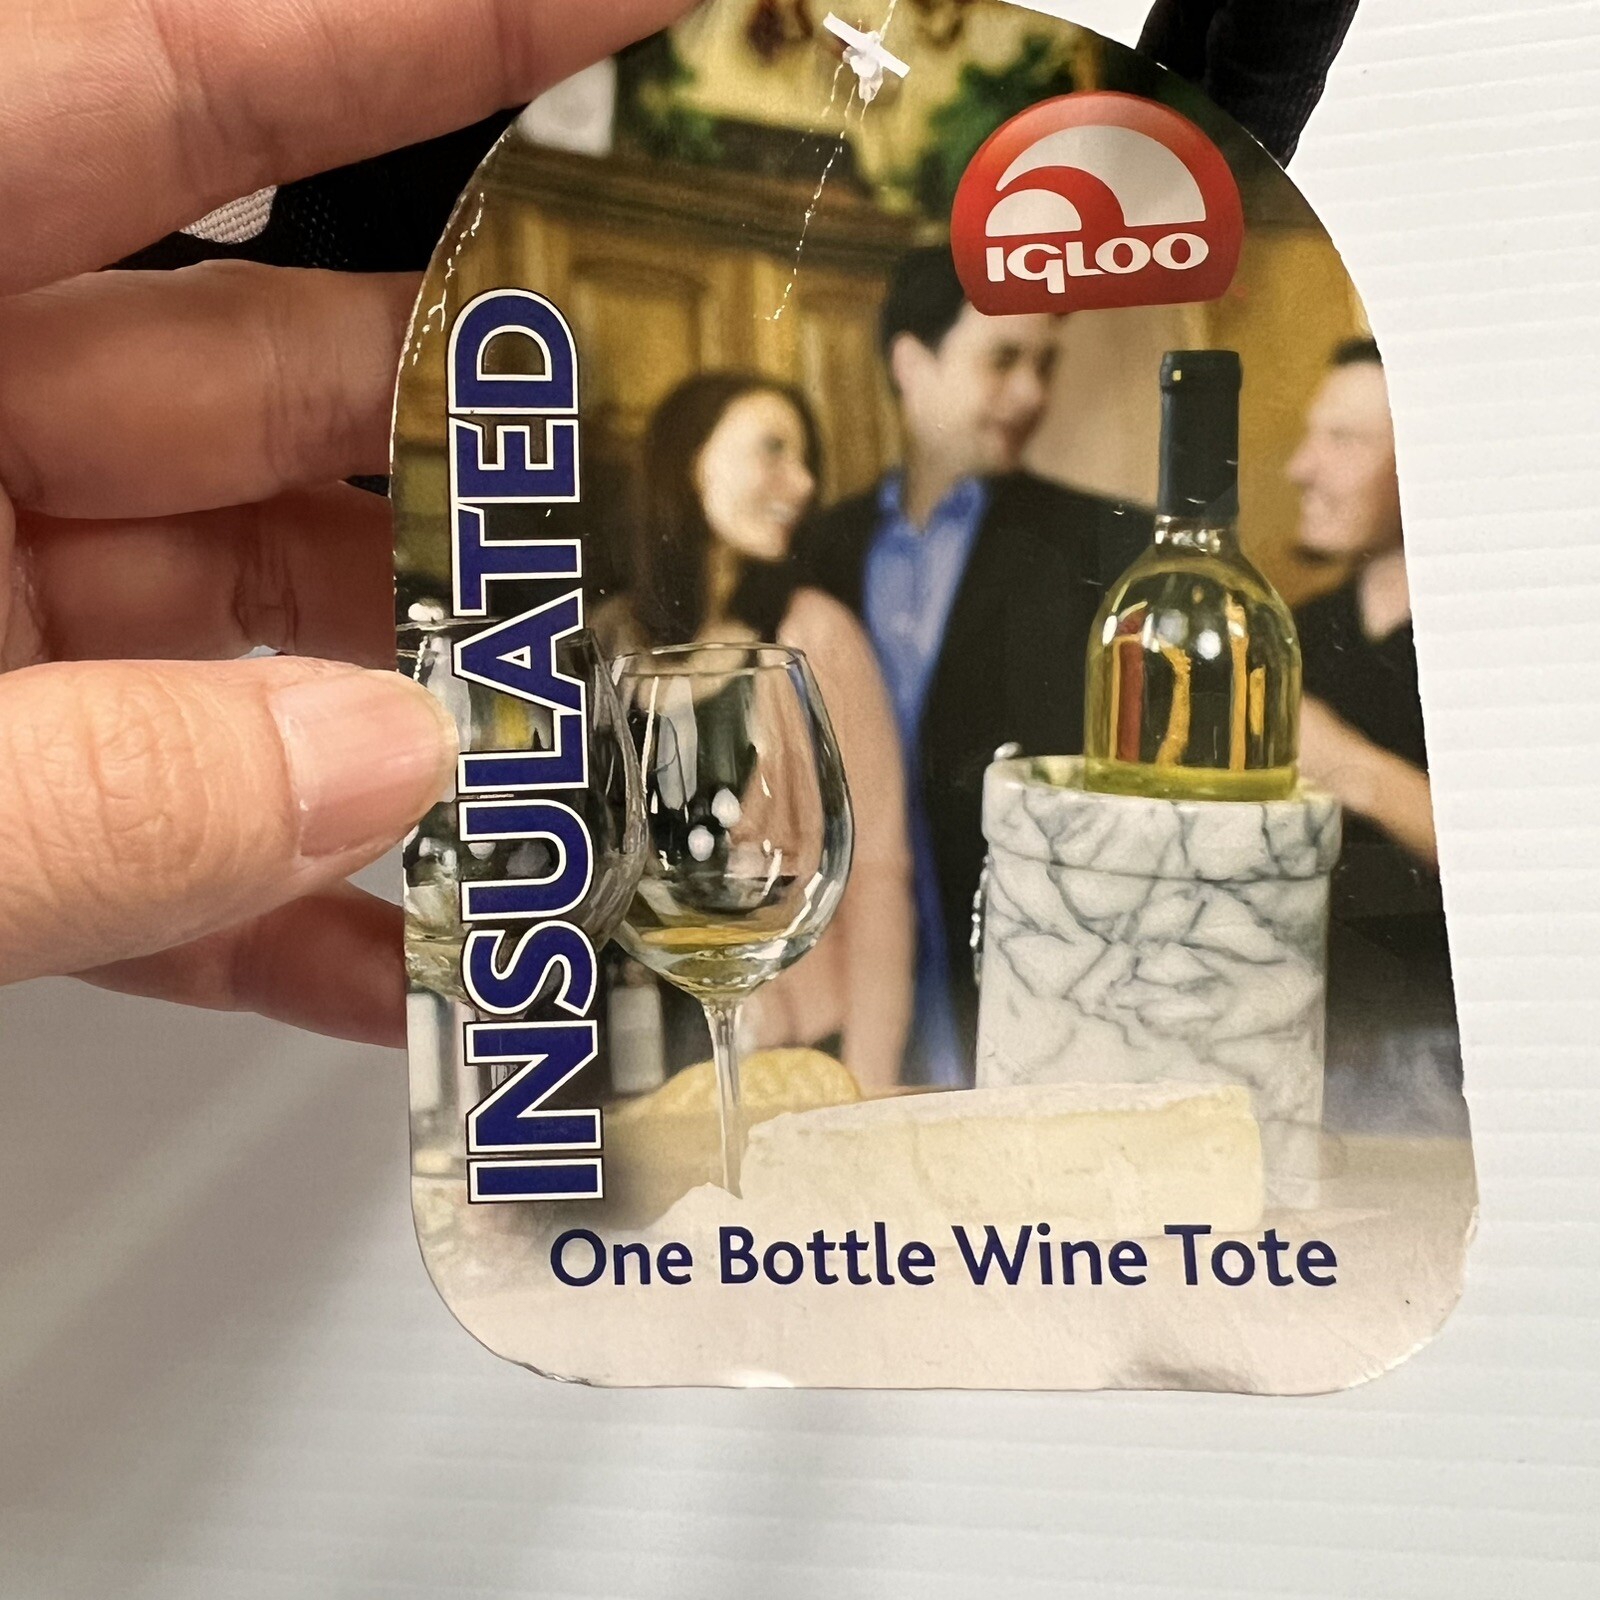 IGLOO
INSULATED
One Bottle Wine Tote